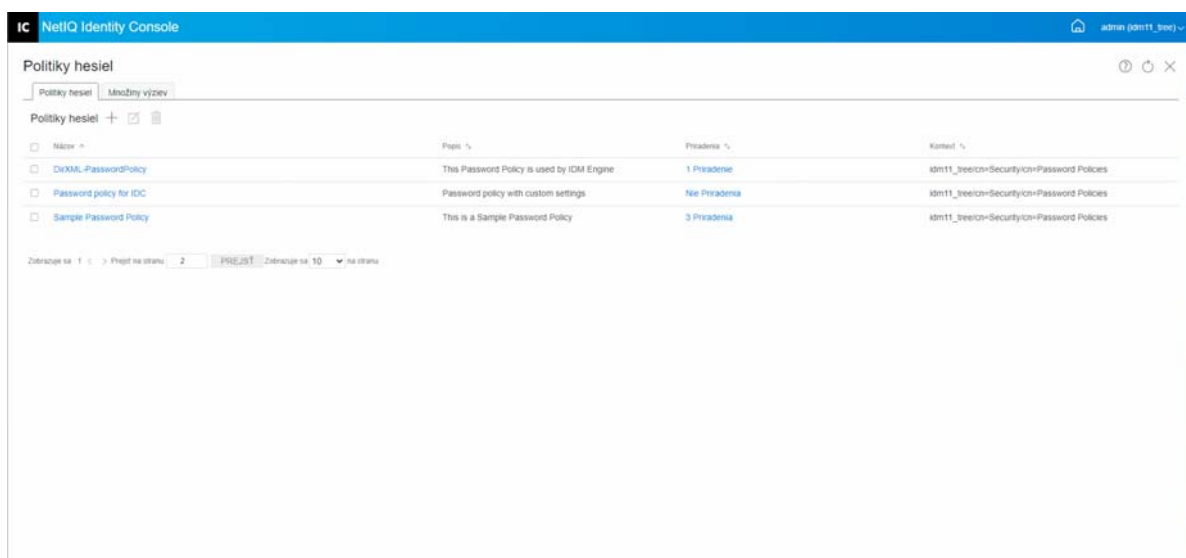 IC NetIQ Identity Console admin (idm11_tree)
Politiky hesiel
Politiky hesiel Množiny výziev
Politiky hesiel
Názov Popis Priradenia Kontext
DirXML-PasswordPolicy This Password Policy is used by IDM Engine 1 Priradenie idm11_tree/cn=Security/cn=Password Policies
Password policy for IDC Password policy with custom settings Nie Priradenia idm11_tree/cn=Security/cn=Password Policies
Sample Password Policy This is a Sample Password Policy 3 Priradenia idm11_tree/cn=Security/cn=Password Policies
Zobrazuje sa 1 < > Prejsť na stranu 2 PREJSŤ Zobrazuje sa 10 na stranu